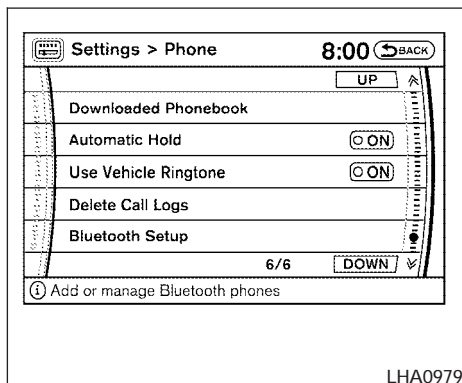 Settings > Phone 8:00 BACK
UP
Downloaded Phonebook
Automatic Hold ON
Use Vehicle Ringtone ON
Delete Call Logs
Bluetooth Setup
6/6 DOWN
i Add or manage Bluetooth phones
LHA0979